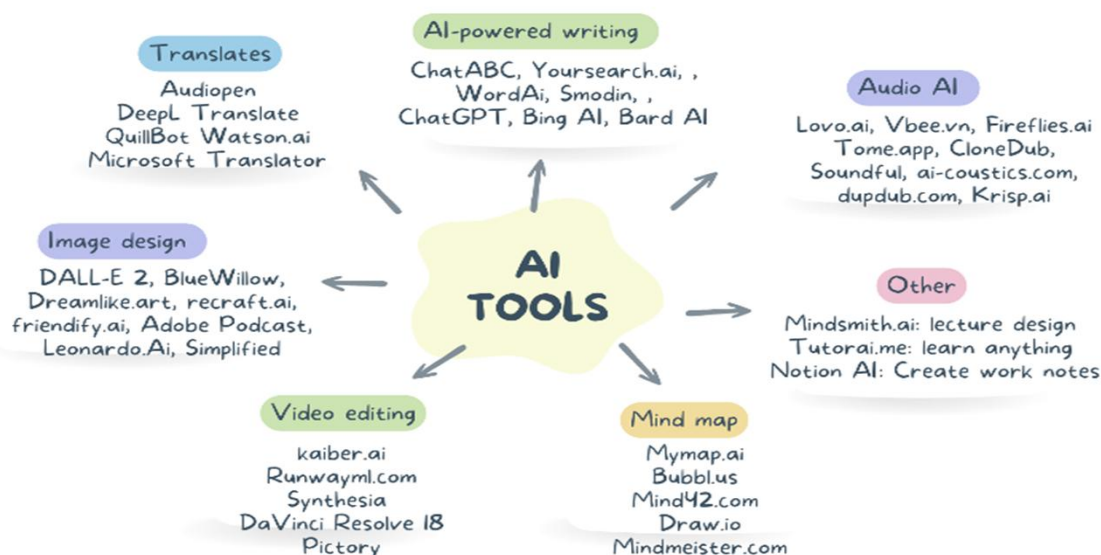 AI-powered writing
ChatABC, Yoursearch.ai, ,
WordAi, Smodin, ,
ChatGPT, Bing AI, Bard AI
Translates
Audiopen
DeepL Translate
QuillBot Watson.ai
Microsoft Translator
Audio AI
Lovo.ai, Vbee.vn, Fireflies.ai
Tome.app, CloneDub,
Soundful, ai-coustics.com,
dupdub.com, Krisp.ai
Image design
DALL-E 2, BlueWillow,
Dreamlike.art, recraft.ai,
friendify.ai, Adobe Podcast,
Leonardo.Ai, Simplified
AI
TOOLS
Other
Mindsmith.ai: lecture design
Tutorai.me: learn anything
Notion AI: Create work notes
Video editing
kaiber.ai
Runwayml.com
Synthesia
DaVinci Resolve 18
Pictory
Mind map
Mymap.ai
Bubbl.us
Mind42.com
Draw.io
Mindmeister.com